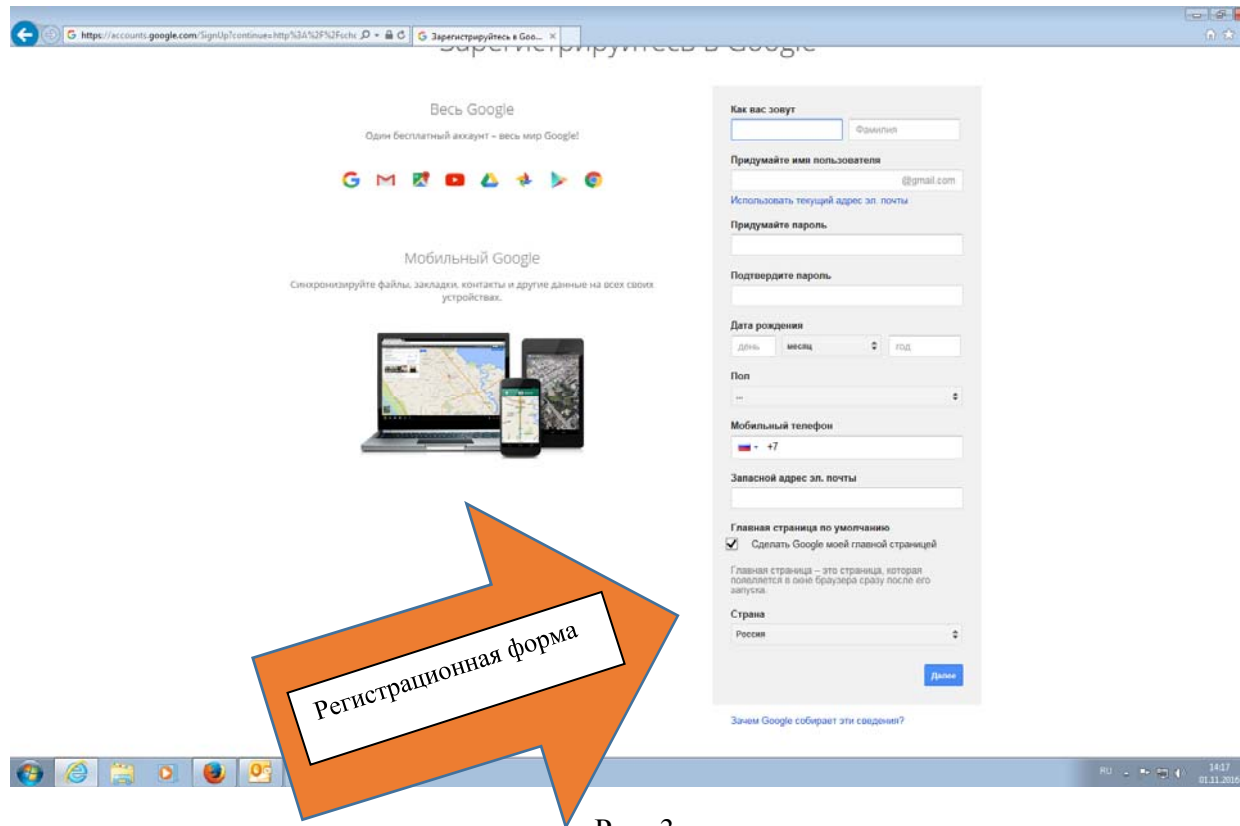 https://accounts.google.com/SignUp?continue=http%3A%2F%2Fsche
Зарегистрируйтесь в Goo...
Зарегистрируйтесь в Google
Весь Google
Один бесплатный аккаунт – весь мир Google!
Мобильный Google
Синхронизируйте файлы, закладки, контакты и другие данные на всех своих
устройствах.
Как вас зовут
Фамилия
Придумайте имя пользователя
@gmail.com
Использовать текущий адрес эл. почты
Придумайте пароль
Подтвердите пароль
Дата рождения
день месяц год
Пол
...
Мобильный телефон
+7
Запасной адрес эл. почты
Главная страница по умолчанию
Сделать Google моей главной страницей
Главная страница – это страница, которая
появляется в окне браузера сразу после его
запуска.
Страна
Россия
Далее
Зачем Google собирает эти сведения?
Регистрационная форма
RU
14:17
01.11.2016